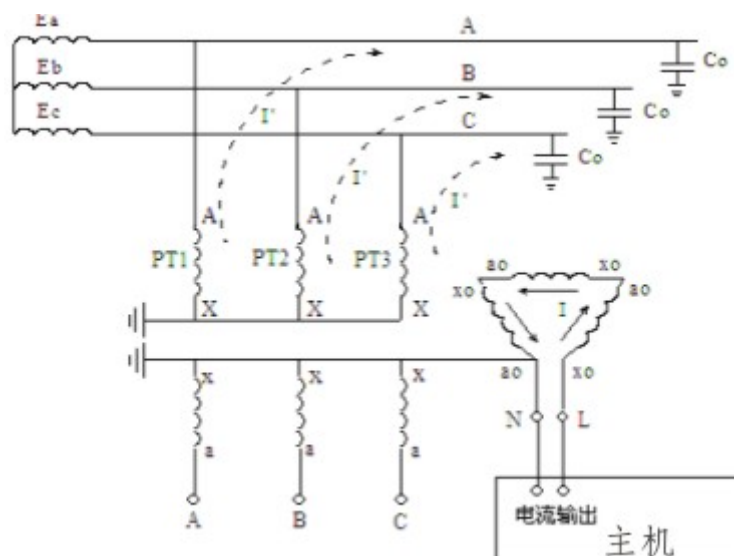 Ea
A
Eb
B
Co
Ec
I'
C
Co
Co
I'
I'
A
A
A
PT1
PT2
PT3
ao
xo
xo
ao
X
X
X
I
x
x
x
ao
xo
N
L
a
a
a
A
B
C
电流输出
主机